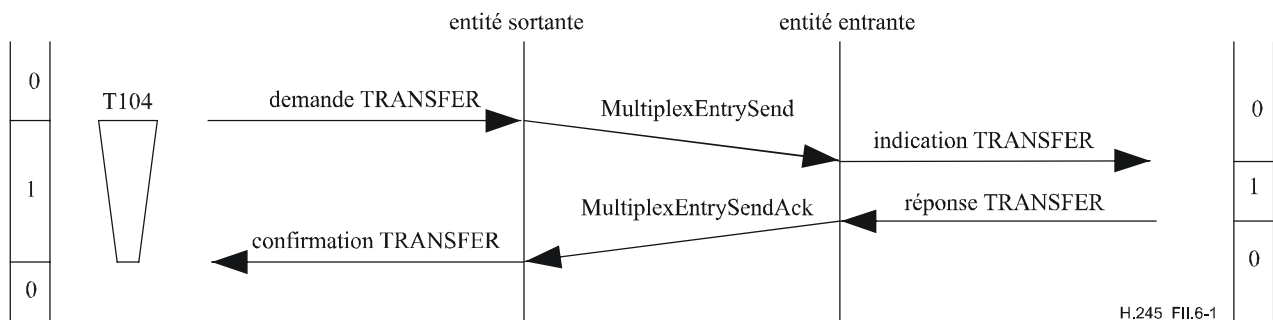 entité sortante
entité entrante
0
T104
demande TRANSFER
MultiplexEntrySend
0
indication TRANSFER
1
1
MultiplexEntrySendAck
réponse TRANSFER
confirmation TRANSFER
0
0
H.245 FII.6-1